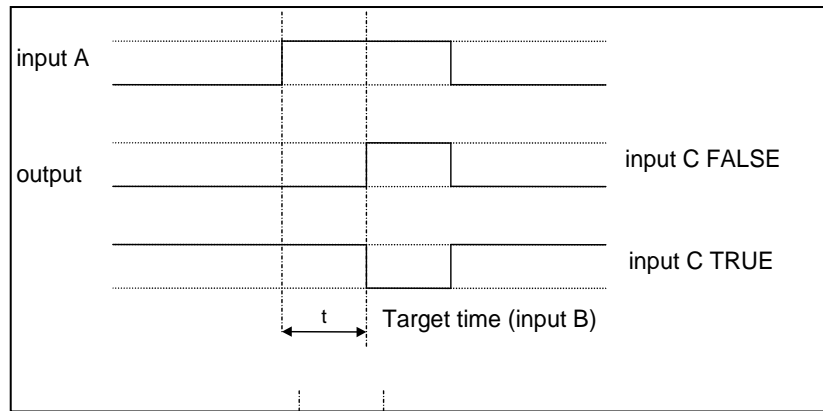 input A
output
input C FALSE
input C TRUE
t
Target time (input B)